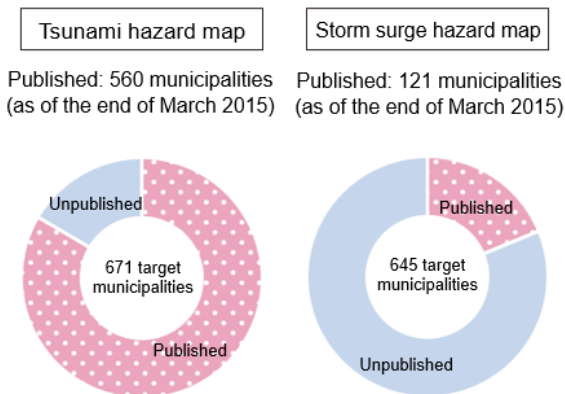 Tsunami hazard map
Published: 560 municipalities
(as of the end of March 2015)
Unpublished
671 target
municipalities
Published
Storm surge hazard map
Published: 121 municipalities
(as of the end of March 2015)
Published
645 target
municipalities
Unpublished